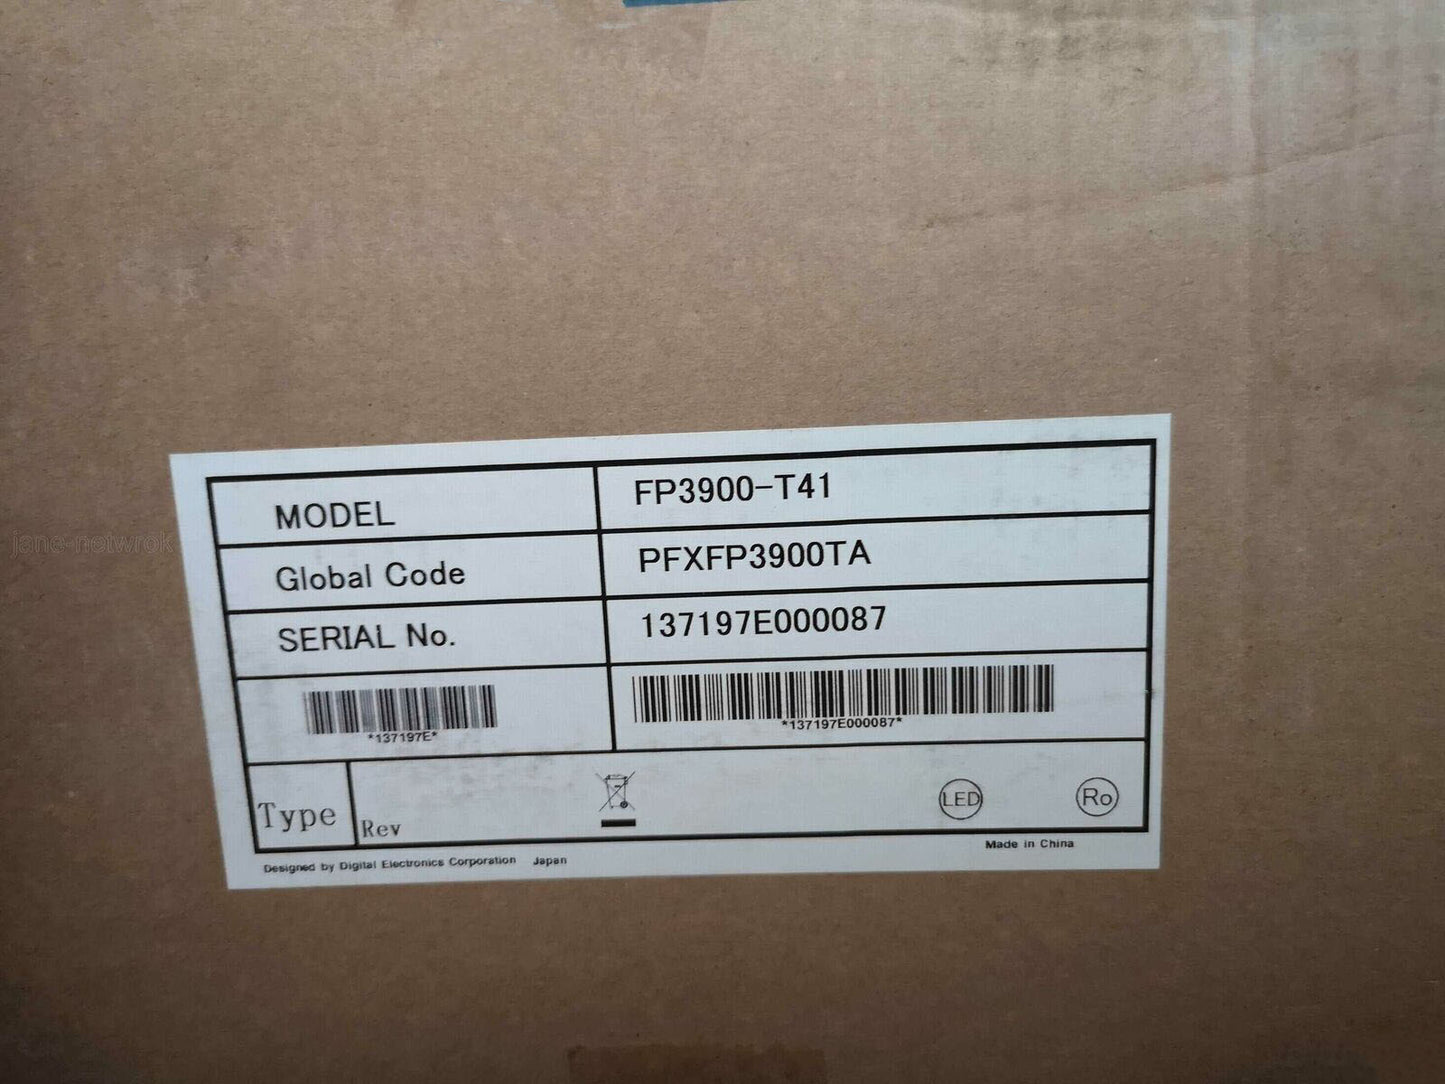 MODEL FP3900-T41
Global Code PFXFP3900TA
SERIAL No. 137197E000087
*137197E* *137197E000087*
Type Rev LED Ro
Designed by Digital Electronics Corporation Japan Made in China
jane-netwrok